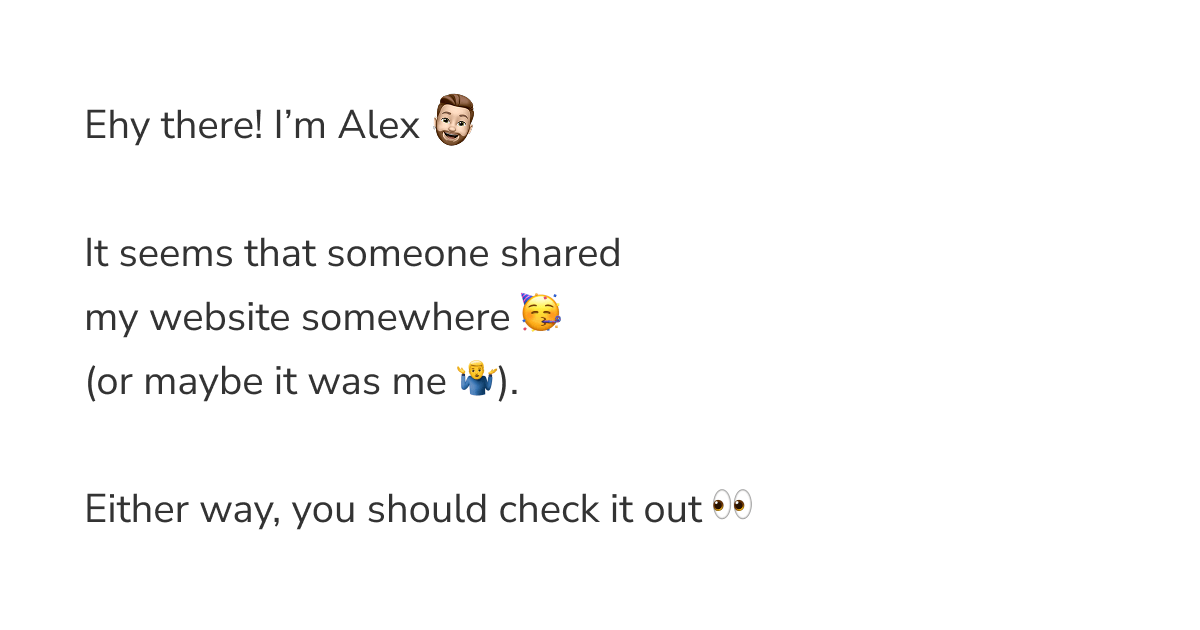 Ehy there! I’m Alex
It seems that someone shared
my website somewhere 🥳
(or maybe it was me 🤷‍♂️).
Either way, you should check it out 👀